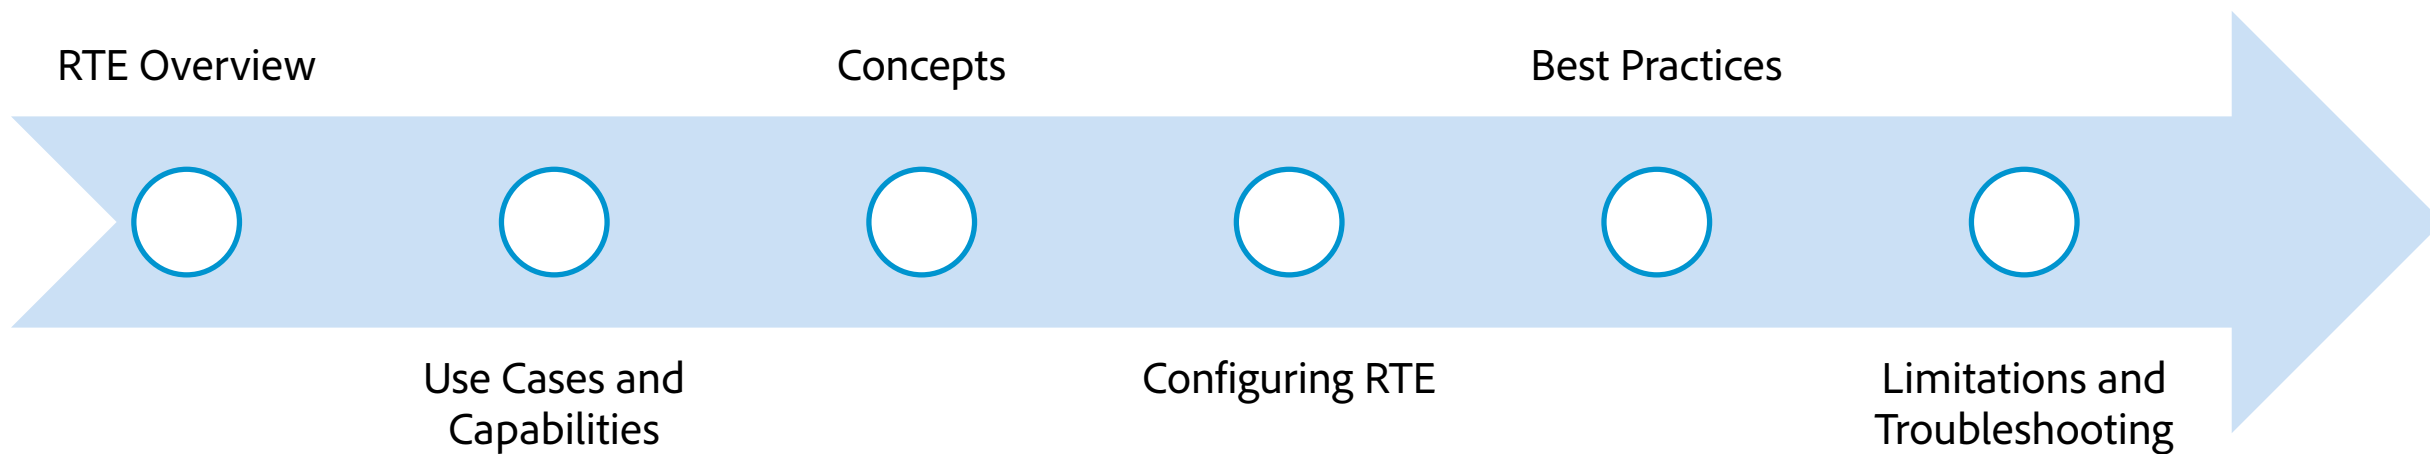 RTE Overview
Use Cases and
Capabilities
Concepts
Configuring RTE
Best Practices
Limitations and
Troubleshooting